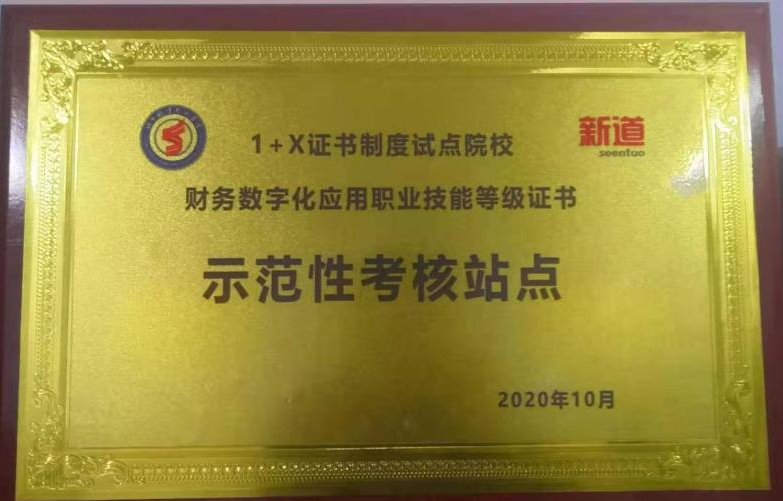 1+X证书制度试点院校
新道
seentao
财务数字化应用职业技能等级证书
示范性考核站点
2020年10月